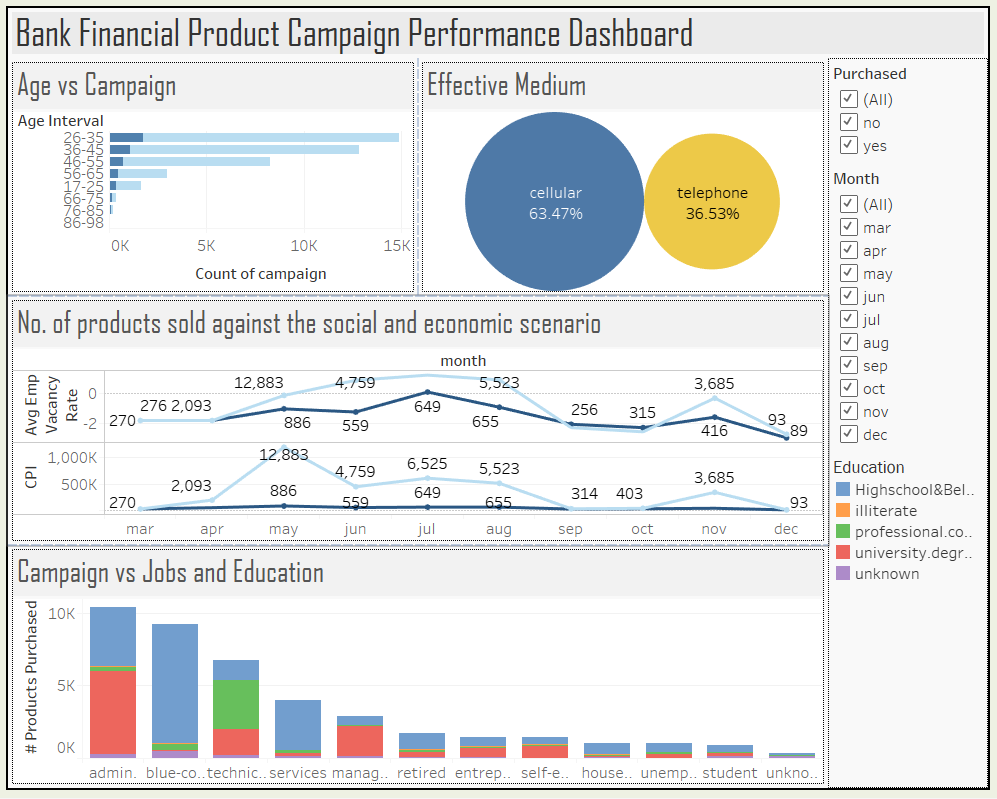 Bank Financial Product Campaign Performance Dashboard
Age vs Campaign
Age Interval
26-35
36-45
46-55
56-65
17-25
66-75
76-85
86-98
0K 5K 10K 15K
Count of campaign
Effective Medium
cellular
63.47%
telephone
36.53%
No. of products sold against the social and economic scenario
month
Avg Emp
Vacancy
Rate
0
-2
12,883 4,759 5,523 3,685
270 276 2,093 886 559 649 655 256 315 416 93 89
CPI
1,000K
500K
12,883 4,759 6,525 5,523 3,685
270 2,093 886 559 649 655 314 403 93
mar apr may jun jul aug sep oct nov dec
Campaign vs Jobs and Education
# Products Purchased
10K
5K
0K
admin. blue-co.. technic.. services manag.. retired entrep.. self-e.. house.. unemp.. student unkno..
Purchased
(All)
no
yes
Month
(All)
mar
apr
may
jun
jul
aug
sep
oct
nov
dec
Education
Highschool&Bel..
illiterate
professional.co..
university.degr..
unknown